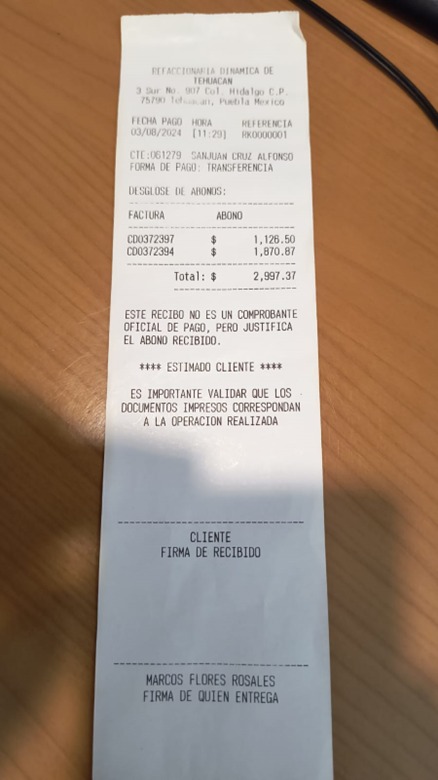 REFACCIONARIA DINAMICA DE
TEHUACAN
3 Sur No. 907 Col. Hidalgo C.P.
75790 Tehuacan, Puebla Mexico
FECHA PAGO HORA REFERENCIA
03/08/2024 [11:29] RK0000001
CTE:061279 SANJUAN CRUZ ALFONSO
FORMA DE PAGO: TRANSFERENCIA
DESGLOSE DE ABONOS:
FACTURA ABONO
CD0372397 $ 1,126.50
CD0372394 $ 1,870.87
Total: $ 2,997.37
ESTE RECIBO NO ES UN COMPROBANTE
OFICIAL DE PAGO, PERO JUSTIFICA
EL ABONO RECIBIDO.
**** ESTIMADO CLIENTE ****
ES IMPORTANTE VALIDAR QUE LOS
DOCUMENTOS IMPRESOS CORRESPONDAN
A LA OPERACION REALIZADA
CLIENTE
FIRMA DE RECIBIDO
MARCOS FLORES ROSALES
FIRMA DE QUIEN ENTREGA